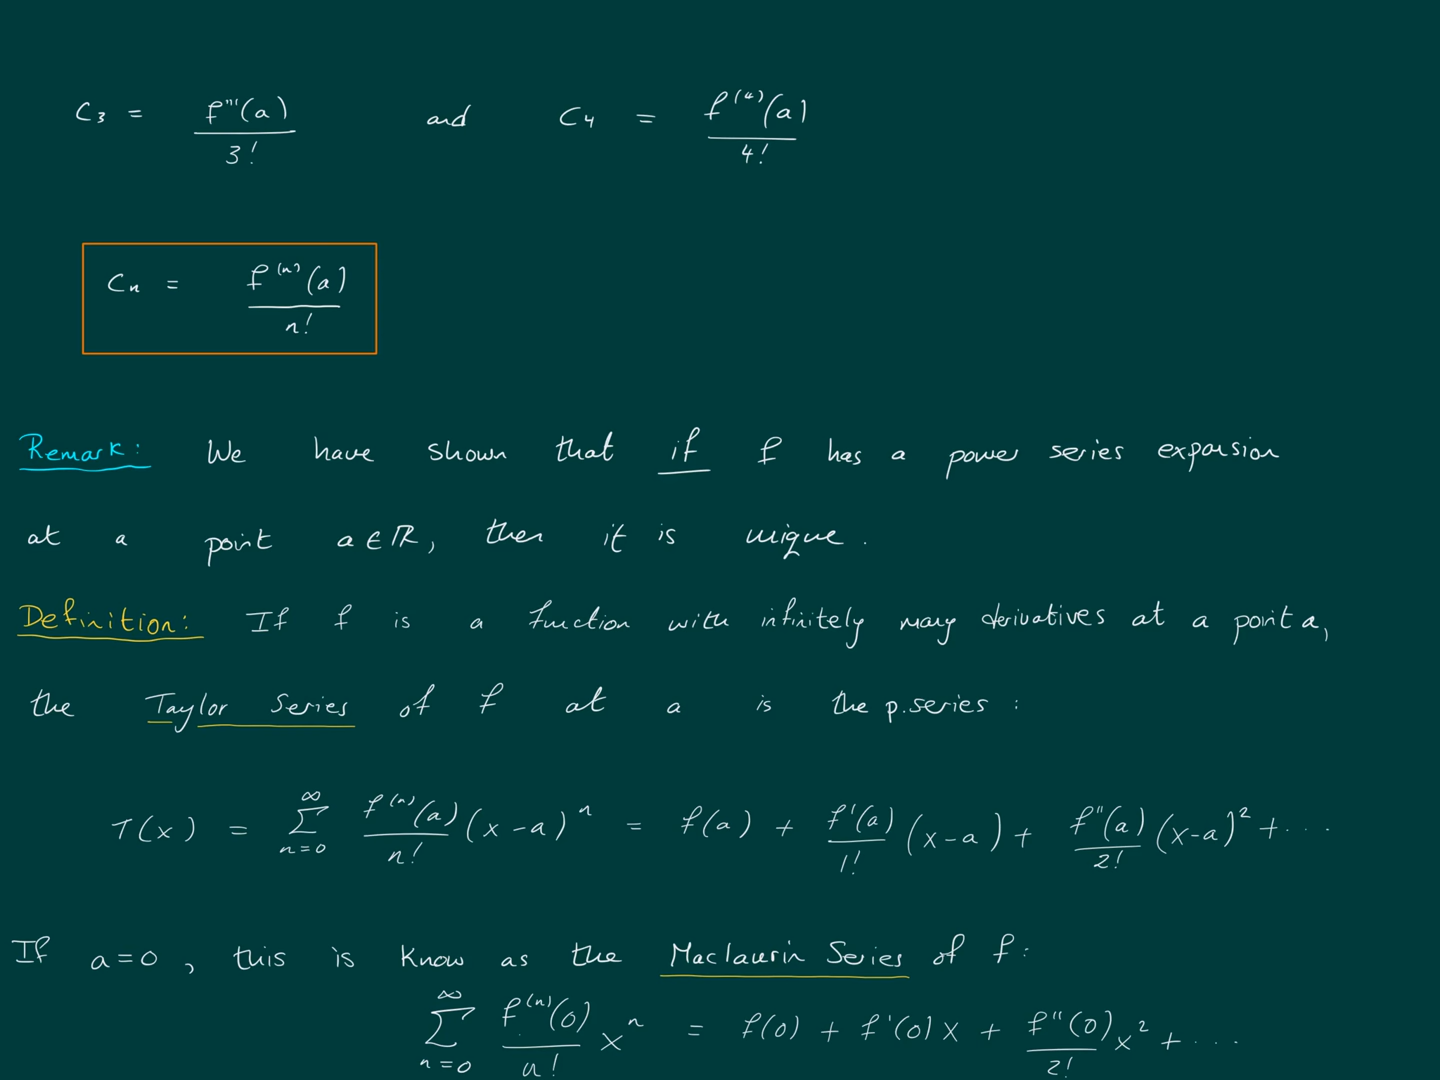 C₃ = f'''(a)/3! and C₄ = f⁽⁴⁾(a)/4!
Cₙ = f⁽ⁿ⁾(a)/n!
Remark: We have shown that if f has a power series expansion
at a point a ∈ ℝ, then it is unique.
Definition: If f is a function with infinitely many derivatives at a point a,
the Taylor Series of f at a is the p.series:
T(x) = ∑_{n=0}^{∞} f⁽ⁿ⁾(a)/n! (x-a)ⁿ = f(a) + f'(a)/1! (x-a) + f''(a)/2! (x-a)² + ...
If a=0, this is know as the Maclaurin Series of f:
∑_{n=0}^{∞} f⁽ⁿ⁾(0)/n! xⁿ = f(0) + f'(0)x + f''(0)/2! x² + ...